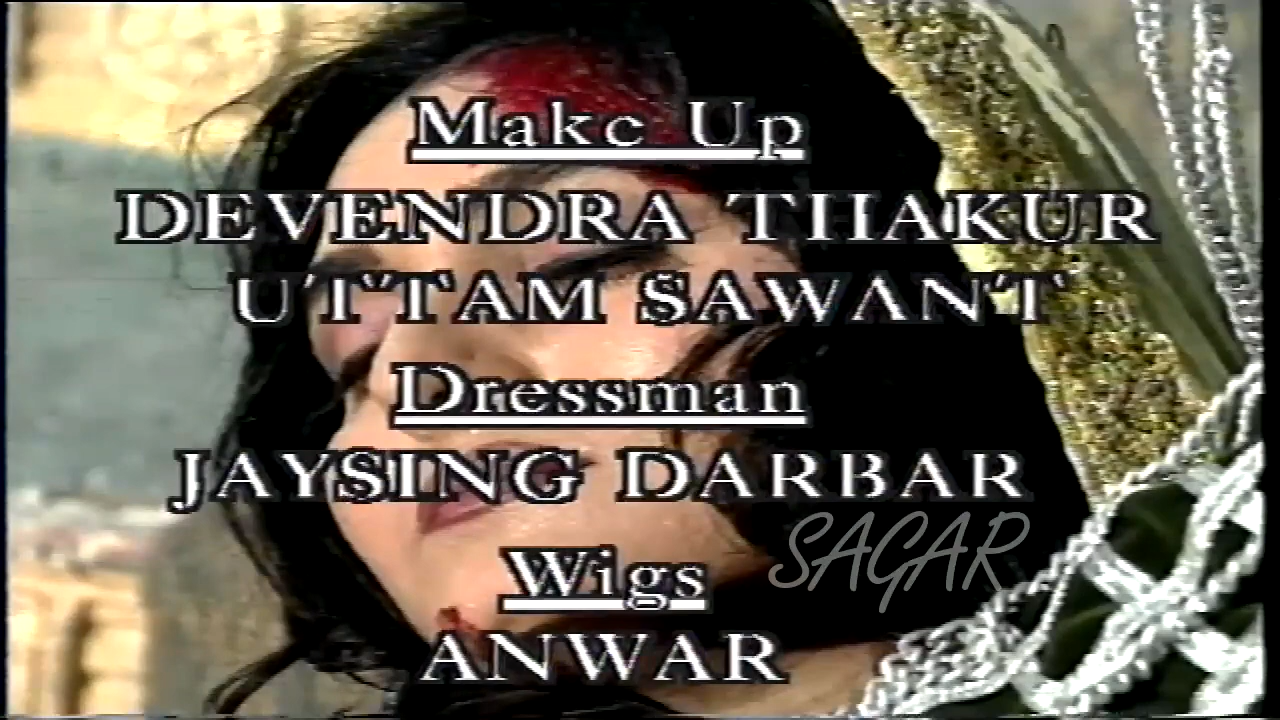 Make Up
DEVENDRA THAKUR
UTTAM SAWANT
Dressman
JAYSING DARBAR
SAGAR
Wigs
ANWAR